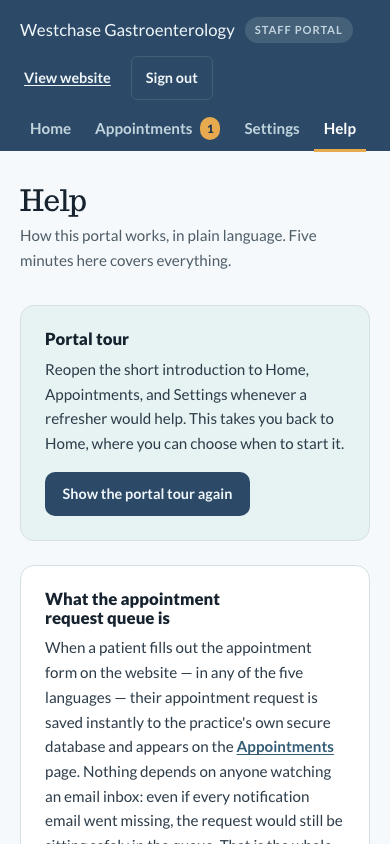 Westchase Gastroenterology STAFF PORTAL
View website Sign out
Home Appointments 1 Settings Help
Help
How this portal works, in plain language. Five
minutes here covers everything.
Portal tour
Reopen the short introduction to Home,
Appointments, and Settings whenever a
refresher would help. This takes you back to
Home, where you can choose when to start it.
Show the portal tour again
What the appointment
request queue is
When a patient fills out the appointment
form on the website — in any of the five
languages — their appointment request is
saved instantly to the practice's own secure
database and appears on the Appointments
page. Nothing depends on anyone watching
an email inbox: even if every notification
email went missing, the request would still be
sitting safely in the queue. That is the whole